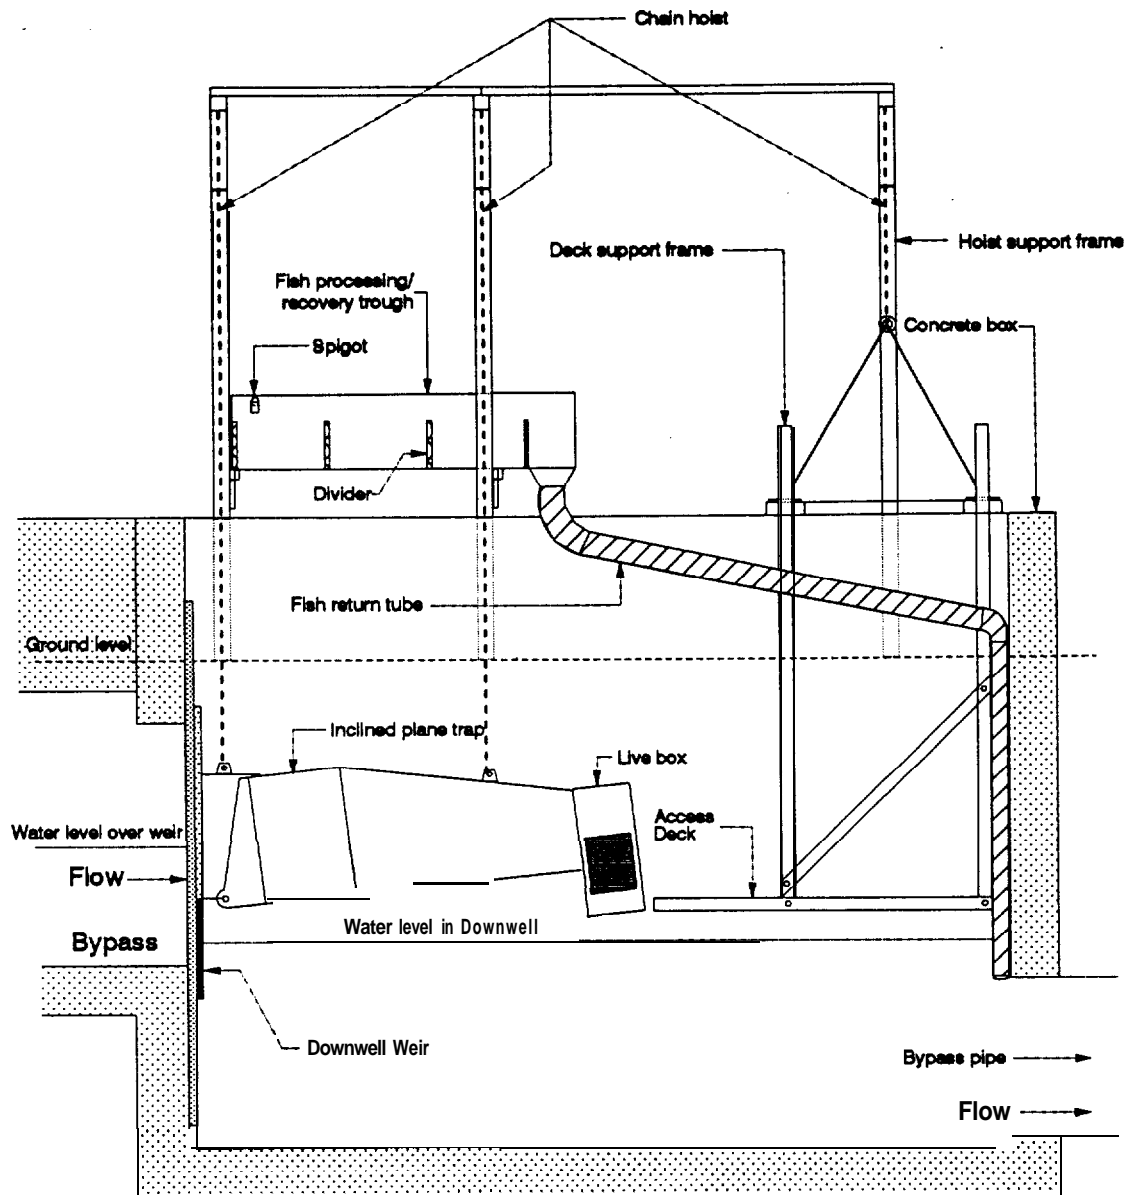 Chain hoist
Deck support frame
Hoist support frame
Fish processing/
recovery trough
Concrete box
Spigot
Divider
Fish return tube
Ground level
Inclined plane trap
Live box
Water level over weir
Access
Deck
Flow
Water level in Downwell
Bypass
Downwell Weir
Bypass pipe
Flow